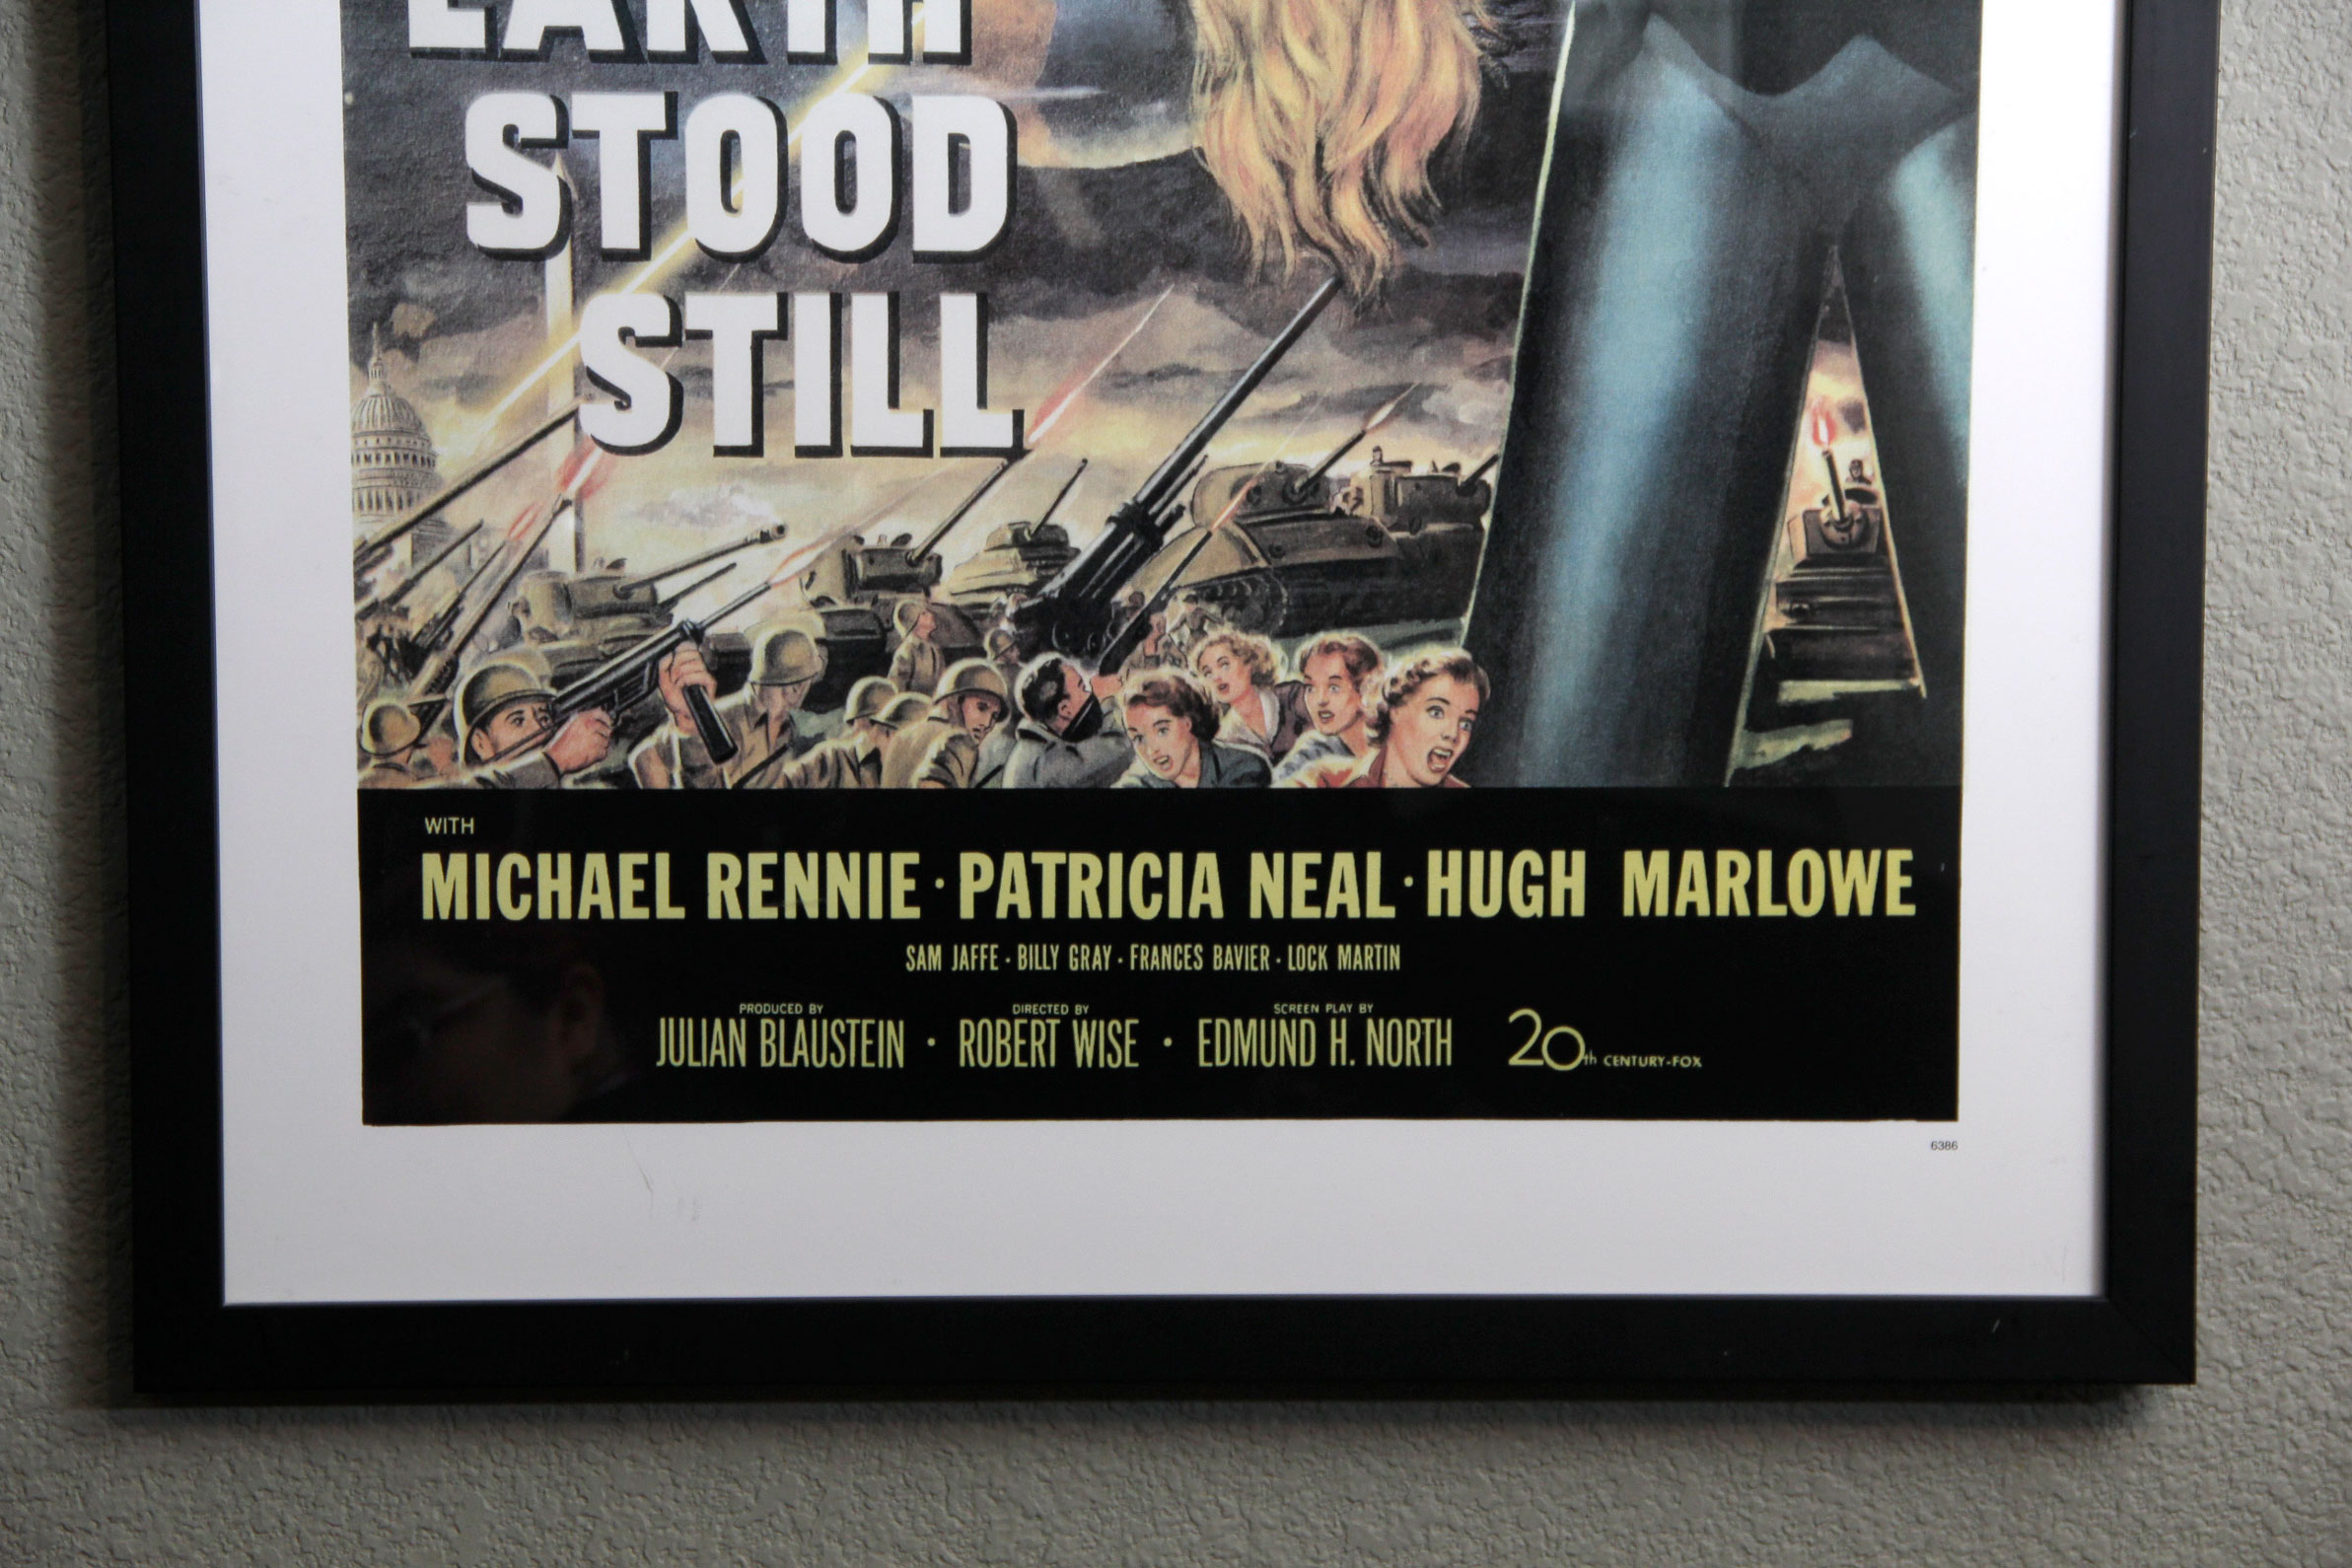 EARTH
STOOD
STILL
WITH
MICHAEL RENNIE · PATRICIA NEAL · HUGH MARLOWE
SAM JAFFE · BILLY GRAY · FRANCES BAVIER · LOCK MARTIN
PRODUCED BY DIRECTED BY SCREEN PLAY BY
JULIAN BLAUSTEIN · ROBERT WISE · EDMUND H. NORTH 20th CENTURY-FOX
6386